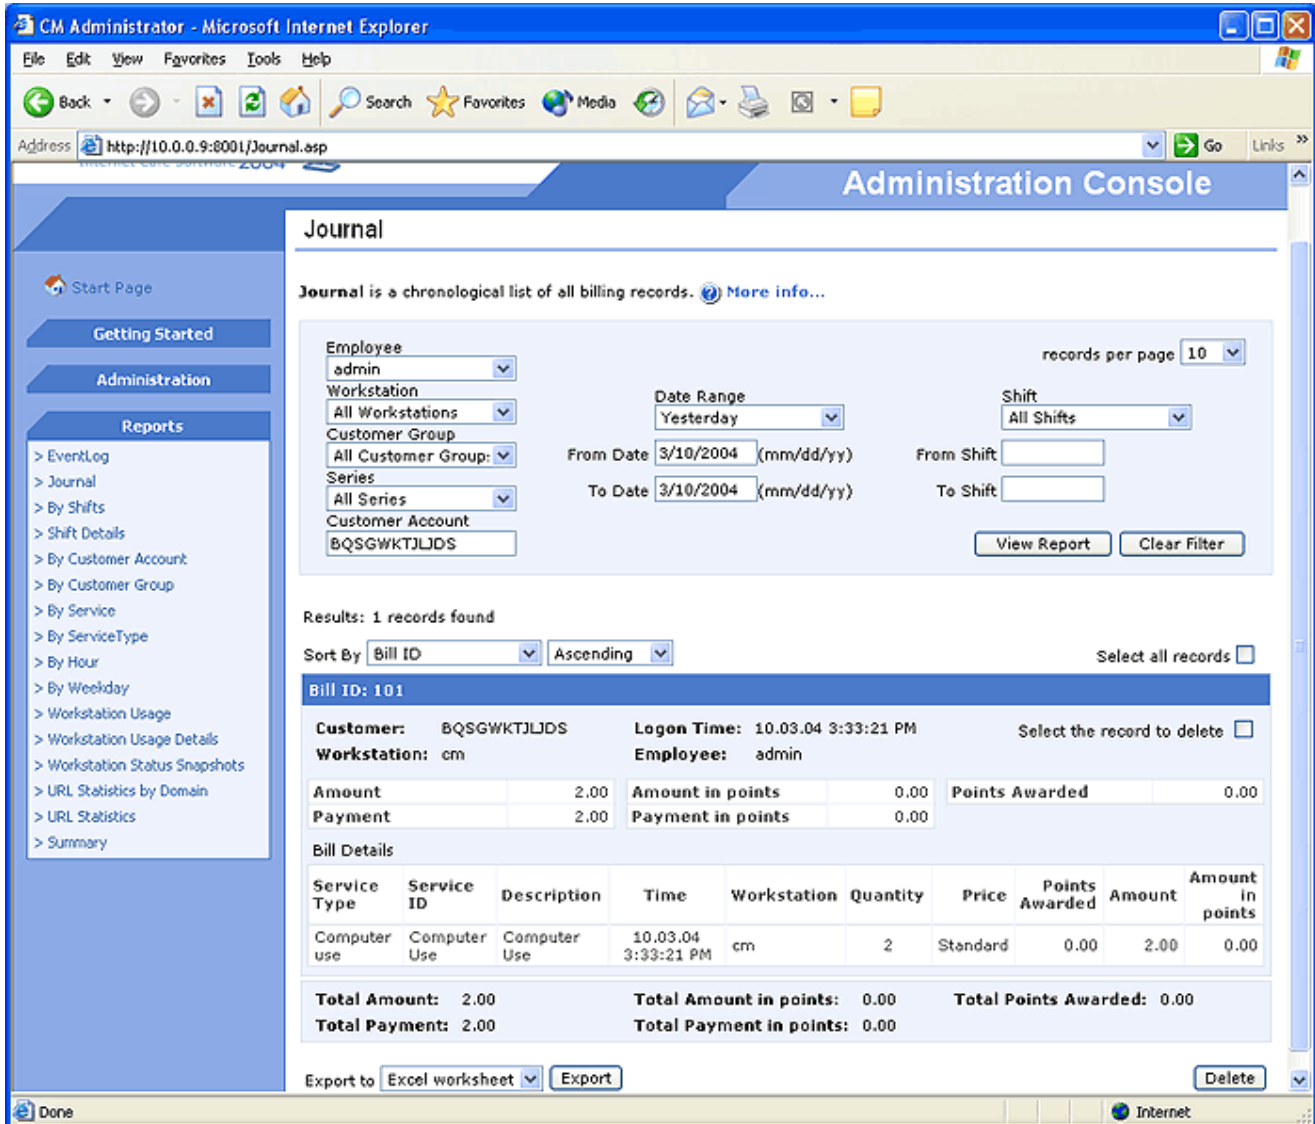 CM Administrator - Microsoft Internet Explorer
File Edit View Favorites Tools Help
Back Search Favorites Media
Address http://10.0.0.9:8001/Journal.asp Go Links »
Internet Cafe Software 2004
Administration Console
Journal
Start Page
Journal is a chronological list of all billing records. More info...
Getting Started
Administration
Reports
> EventLog
> Journal
> By Shifts
> Shift Details
> By Customer Account
> By Customer Group
> By Service
> By ServiceType
> By Hour
> By Weekday
> Workstation Usage
> Workstation Usage Details
> Workstation Status Snapshots
> URL Statistics by Domain
> URL Statistics
> Summary
Employee
admin
records per page 10
Workstation
All Workstations
Date Range
Yesterday
Shift
All Shifts
Customer Group
All Customer Group:
From Date 3/10/2004 (mm/dd/yy) From Shift
Series
All Series
To Date 3/10/2004 (mm/dd/yy) To Shift
Customer Account
BQSGWKTJLJDS
View Report Clear Filter
Results: 1 records found
Sort By Bill ID Ascending Select all records
Bill ID: 101
Customer: BQSGWKTJLJDS Logon Time: 10.03.04 3:33:21 PM Select the record to delete
Workstation: cm Employee: admin
Amount 2.00 Amount in points 0.00 Points Awarded 0.00
Payment 2.00 Payment in points 0.00
Bill Details
Service Type Service ID Description Time Workstation Quantity Price Points Awarded Amount Amount in points
Computer use Computer Use Computer Use 10.03.04 3:33:21 PM cm 2 Standard 0.00 2.00 0.00
Total Amount: 2.00 Total Amount in points: 0.00 Total Points Awarded: 0.00
Total Payment: 2.00 Total Payment in points: 0.00
Export to Excel worksheet Export Delete
Done Internet